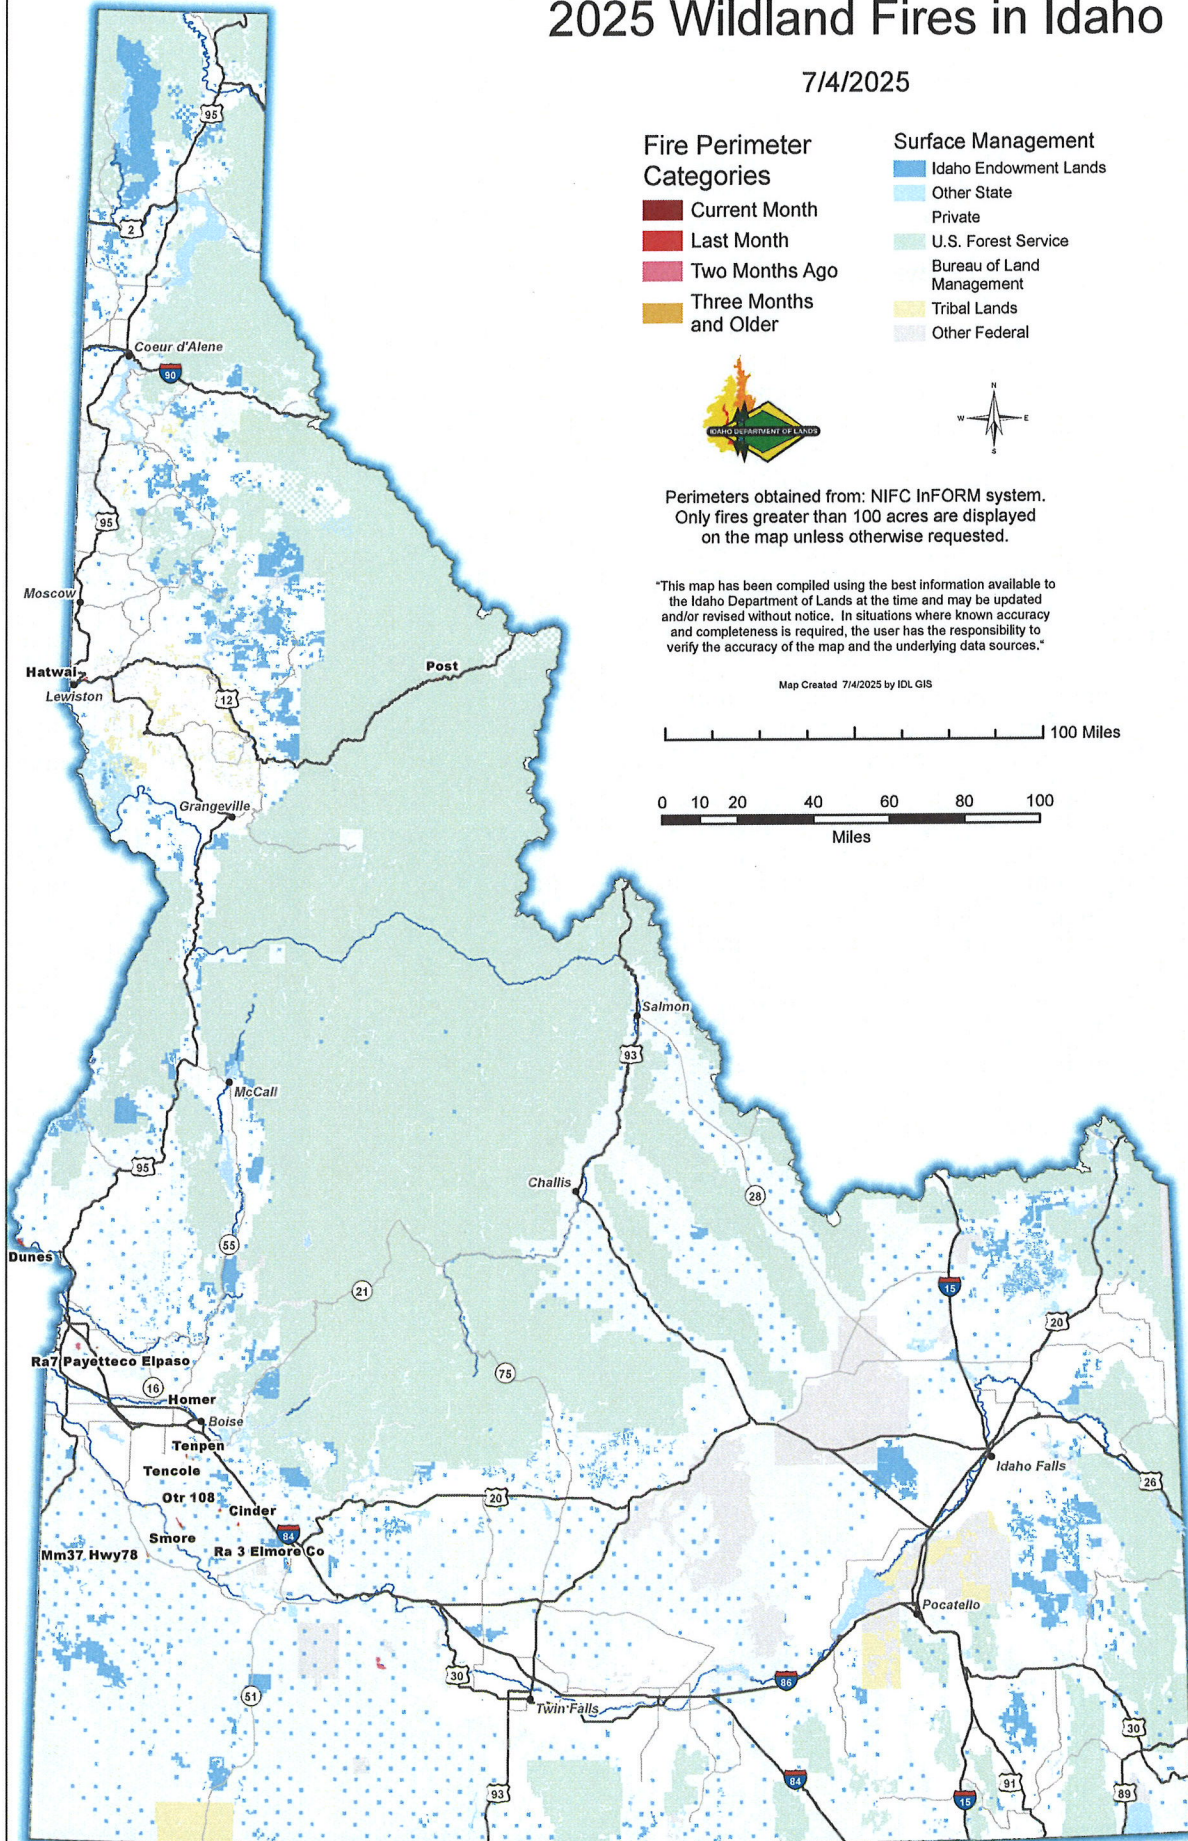 2025 Wildland Fires in Idaho
7/4/2025
Fire Perimeter
Categories
Current Month
Last Month
Two Months Ago
Three Months
and Older
Surface Management
Idaho Endowment Lands
Other State
Private
U.S. Forest Service
Bureau of Land
Management
Tribal Lands
Other Federal
IDAHO DEPARTMENT OF LANDS
N
W
E
S
Perimeters obtained from: NIFC InFORM system.
Only fires greater than 100 acres are displayed
on the map unless otherwise requested.
"This map has been compiled using the best information available to
the Idaho Department of Lands at the time and may be updated
and/or revised without notice. In situations where known accuracy
and completeness is required, the user has the responsibility to
verify the accuracy of the map and the underlying data sources."
Map Created 7/4/2025 by IDL GIS
100 Miles
0 10 20 40 60 80 100
Miles
95
2
Coeur d'Alene
90
95
Moscow
Hatwai
Lewiston
Post
12
Grangeville
Salmon
93
McCall
95
Challis
28
Dunes
55
21
15
20
Ra7 Payetteco Elpaso
16
75
Homer
Boise
Tenpen
Tencole
Idaho Falls
26
Otr 108
20
Cinder
84
Smore
Ra 3 Elmore Co
Mm37 Hwy78
Pocatello
30
86
51
Twin Falls
30
93
84
91
15
89